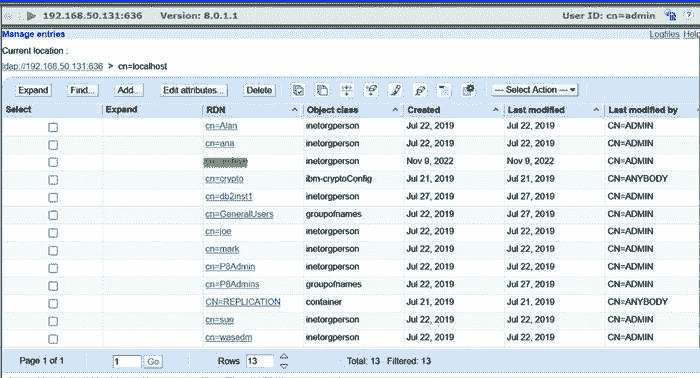 192.168.50.131:636 Version: 8.0.1.1 User ID: cn=admin
Manage entries Logfiles Help
Current location :
ldap://192.168.50.131:636 > cn=localhost
Expand Find... Add.. Edit attributes... Delete --- Select Action ---
Select Expand RDN Object class Created Last modified Last modified by
cn=Alan inetorgperson Jul 22, 2019 Jul 22, 2019 CN=ADMIN
cn=ana inetorgperson Jul 22, 2019 Jul 22, 2019 CN=ADMIN
inetorgperson Nov 9, 2022 Nov 9, 2022 CN=ADMIN
cn=crypto ibm-cryptoConfig Jul 21, 2019 Jul 21, 2019 CN=ANYBODY
cn=db2inst1 inetorgperson Jul 27, 2019 Jul 27, 2019 CN=ADMIN
cn=GeneralUsers groupofnames Jul 22, 2019 Jul 27, 2019 CN=ADMIN
cn=joe inetorgperson Jul 22, 2019 Jul 22, 2019 CN=ADMIN
cn=mark inetorgperson Jul 22, 2019 Jul 22, 2019 CN=ADMIN
cn=P8Admin inetorgperson Jul 22, 2019 Jul 22, 2019 CN=ADMIN
cn=P8Admins groupofnames Jul 22, 2019 Jul 22, 2019 CN=ADMIN
CN=REPLICATION container Jul 21, 2019 Jul 21, 2019 CN=ANYBODY
cn=sue inetorgperson Jul 22, 2019 Jul 22, 2019 CN=ADMIN
cn=wasadm inetorgperson Jul 22, 2019 Jul 22, 2019 CN=ADMIN
Page 1 of 1 1 Go Rows 13 Total: 13 Filtered: 13